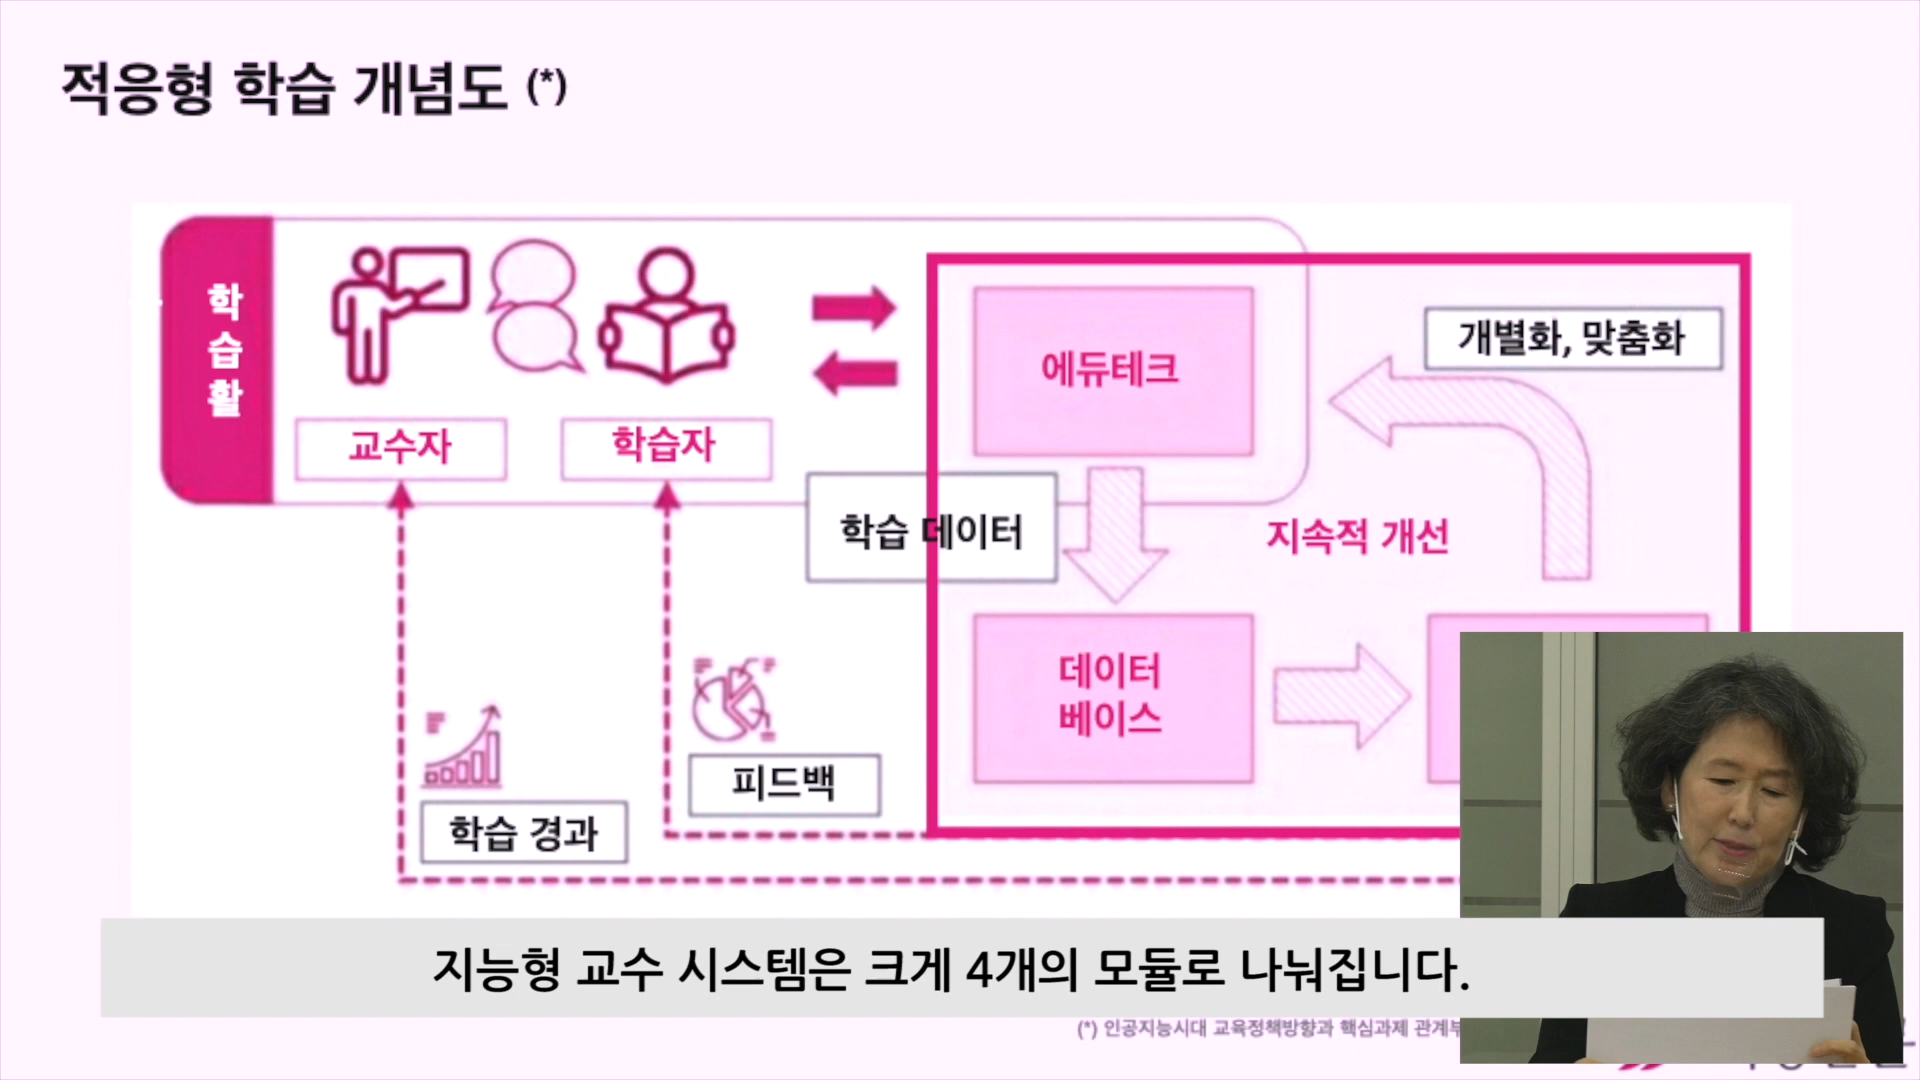 적응형 학습 개념도 (*)
학
습
활
교수자
학습자
에듀테크
개별화, 맞춤화
학습 데이터
지속적 개선
데이터
베이스
피드백
학습 경과
지능형 교수 시스템은 크게 4개의 모듈로 나눠집니다.
(*) 인공지능시대 교육정책방향과 핵심과제 관계부